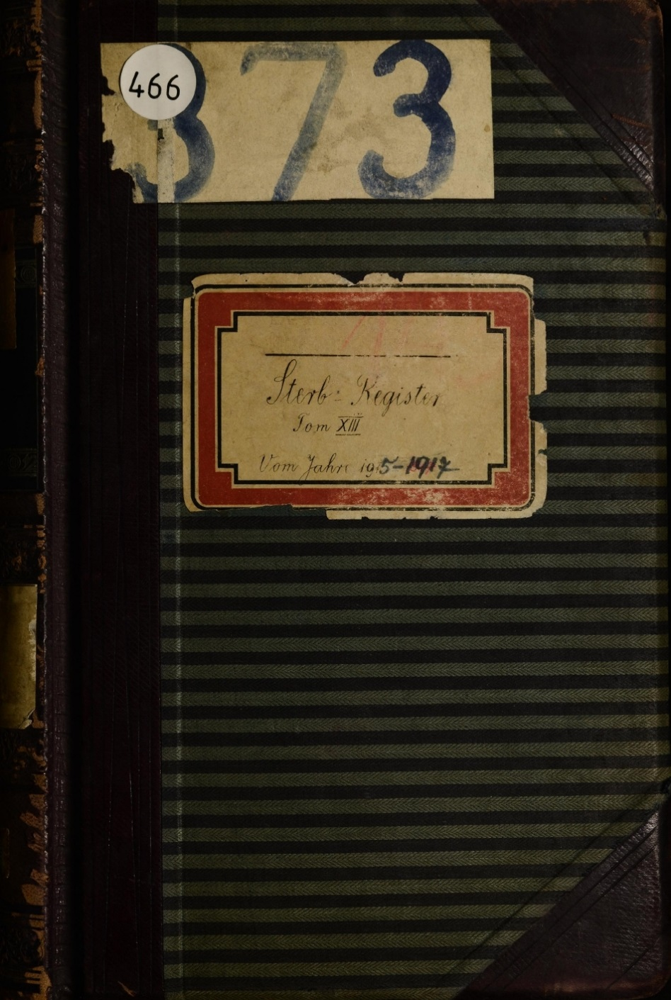 466
373
Sterb-Register
Tom XIII
Vom Jahre 1915-1917